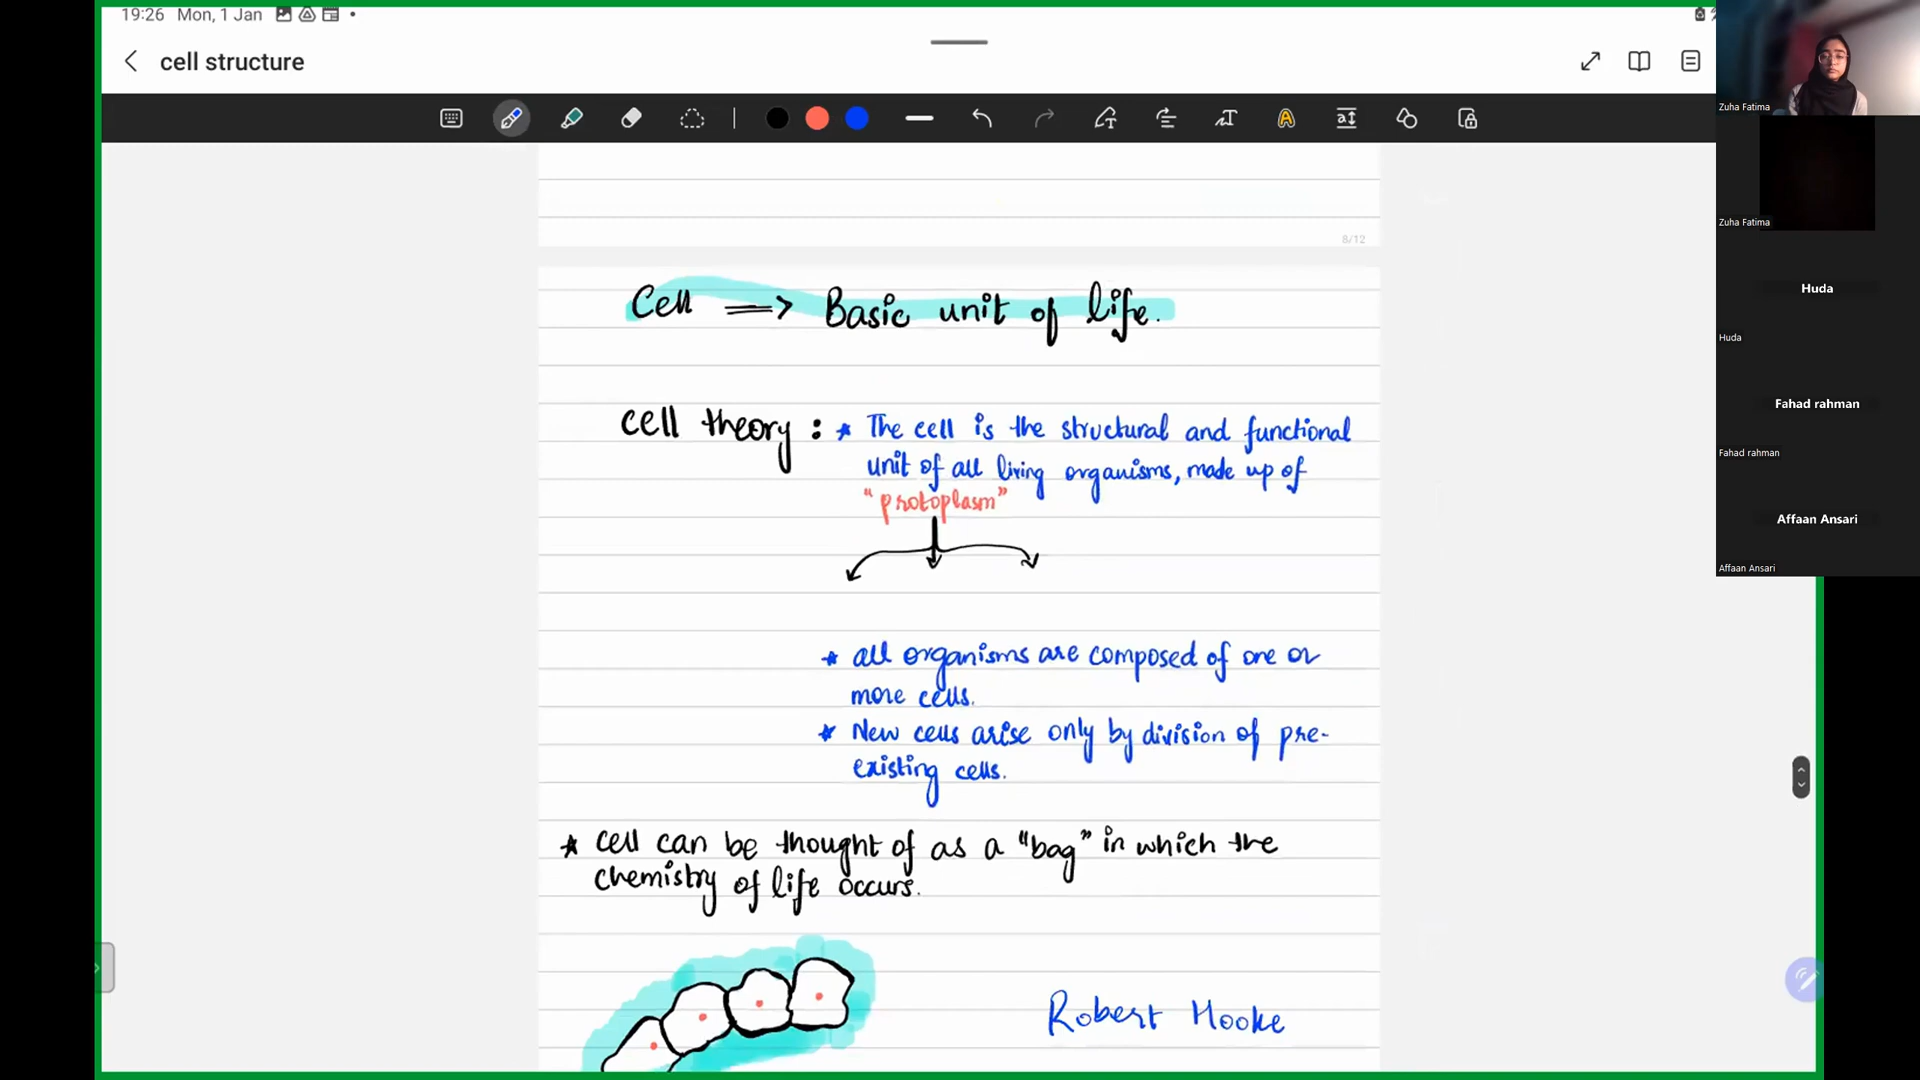 19:26 Mon, 1 Jan
cell structure
8/12
Cell => Basic unit of life.
cell theory : * The cell is the structural and functional
unit of all living organisms, made up of
"protoplasm"
* all organisms are composed of one or
more cells.
* New cells arise only by division of pre-
existing cells.
* cell can be thought of as a "bag" in which the
chemistry of life occurs.
Robert Hooke
Zuha Fatima
Zuha Fatima
Huda
Huda
Fahad rahman
Fahad rahman
Affaan Ansari
Affaan Ansari